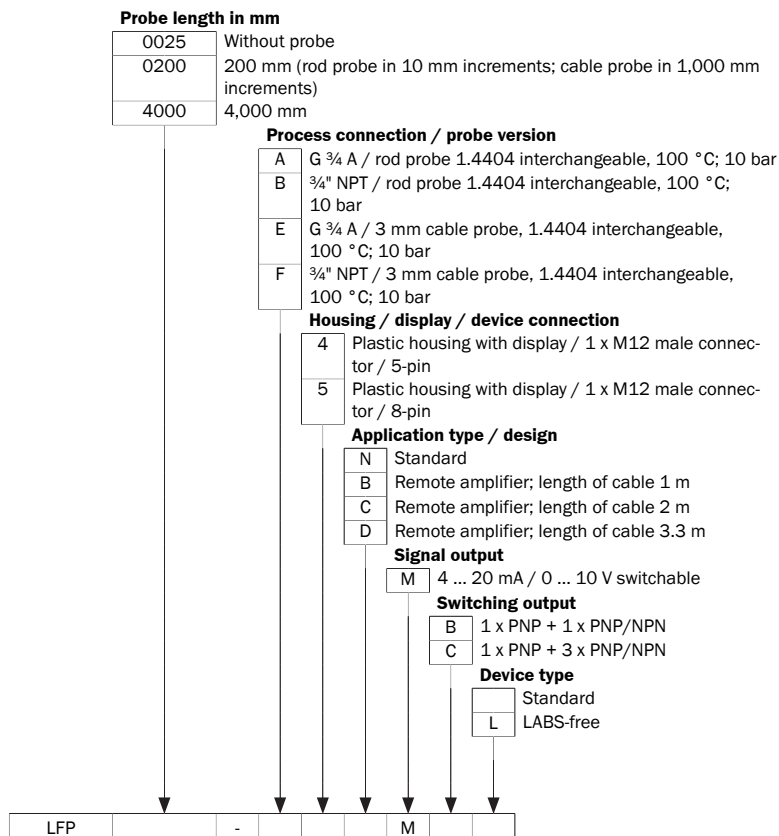 Probe length in mm
0025 Without probe
0200 200 mm (rod probe in 10 mm increments; cable probe in 1,000 mm
increments)
4000 4,000 mm
Process connection / probe version
A G ¾ A / rod probe 1.4404 interchangeable, 100 °C; 10 bar
B ¾" NPT / rod probe 1.4404 interchangeable, 100 °C;
10 bar
E G ¾ A / 3 mm cable probe, 1.4404 interchangeable,
100 °C; 10 bar
F ¾" NPT / 3 mm cable probe, 1.4404 interchangeable,
100 °C; 10 bar
Housing / display / device connection
4 Plastic housing with display / 1 x M12 male connec-
tor / 5-pin
5 Plastic housing with display / 1 x M12 male connec-
tor / 8-pin
Application type / design
N Standard
B Remote amplifier; length of cable 1 m
C Remote amplifier; length of cable 2 m
D Remote amplifier; length of cable 3.3 m
Signal output
M 4 ... 20 mA / 0 ... 10 V switchable
Switching output
B 1 x PNP + 1 x PNP/NPN
C 1 x PNP + 3 x PNP/NPN
Device type
Standard
L LABS-free
LFP - M